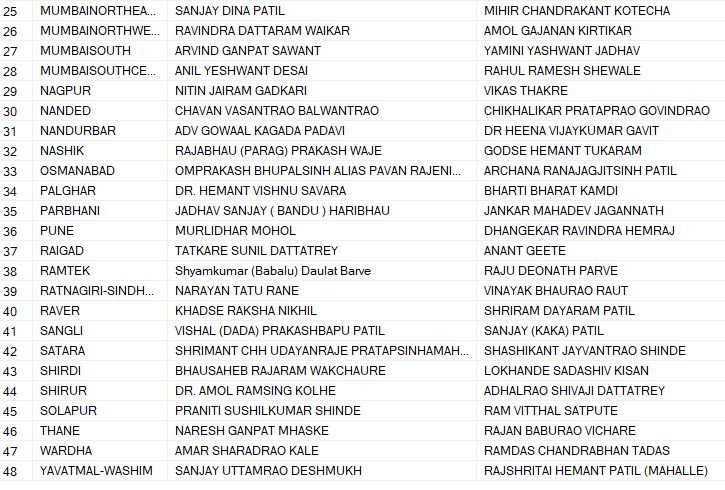 25 MUMBAINORTHEA... SANJAY DINA PATIL MIHIR CHANDRAKANT KOTECHA
26 MUMBAINORTHWE... RAVINDRA DATTARAM WAIKAR AMOL GAJANAN KIRTIKAR
27 MUMBAISOUTH ARVIND GANPAT SAWANT YAMINI YASHWANT JADHAV
28 MUMBAISOUTHCE... ANIL YESHWANT DESAI RAHUL RAMESH SHEWALE
29 NAGPUR NITIN JAIRAM GADKARI VIKAS THAKRE
30 NANDED CHAVAN VASANTRAO BALWANTRAO CHIKHALIKAR PRATAPRAO GOVINDRAO
31 NANDURBAR ADV GOWAAL KAGADA PADAVI DR HEENA VIJAYKUMAR GAVIT
32 NASHIK RAJABHAU (PARAG) PRAKASH WAJE GODSE HEMANT TUKARAM
33 OSMANABAD OMPRAKASH BHUPALSINH ALIAS PAVAN RAJENI... ARCHANA RANAJAGJITSINH PATIL
34 PALGHAR DR. HEMANT VISHNU SAVARA BHARTI BHARAT KAMDI
35 PARBHANI JADHAV SANJAY ( BANDU ) HARIBHAU JANKAR MAHADEV JAGANNATH
36 PUNE MURLIDHAR MOHOL DHANGEKAR RAVINDRA HEMRAJ
37 RAIGAD TATKARE SUNIL DATTATREY ANANT GEETE
38 RAMTEK Shyamkumar (Babalu) Daulat Barve RAJU DEONATH PARVE
39 RATNAGIRI-SINDH... NARAYAN TATU RANE VINAYAK BHAURAO RAUT
40 RAVER KHADSE RAKSHA NIKHIL SHRIRAM DAYARAM PATIL
41 SANGLI VISHAL (DADA) PRAKASHBAPU PATIL SANJAY (KAKA) PATIL
42 SATARA SHRIMANT CHH UDAYANRAJE PRATAPSINHAMAH... SHASHIKANT JAYVANTRAO SHINDE
43 SHIRDI BHAUSAHEB RAJARAM WAKCHAURE LOKHANDE SADASHIV KISAN
44 SHIRUR DR. AMOL RAMSING KOLHE ADHALRAO SHIVAJI DATTATREY
45 SOLAPUR PRANITI SUSHILKUMAR SHINDE RAM VITTHAL SATPUTE
46 THANE NARESH GANPAT MHASKE RAJAN BABURAO VICHARE
47 WARDHA AMAR SHARADRAO KALE RAMDAS CHANDRABHAN TADAS
48 YAVATMAL-WASHIM SANJAY UTTAMRAO DESHMUKH RAJSHRITAI HEMANT PATIL (MAHALLE)